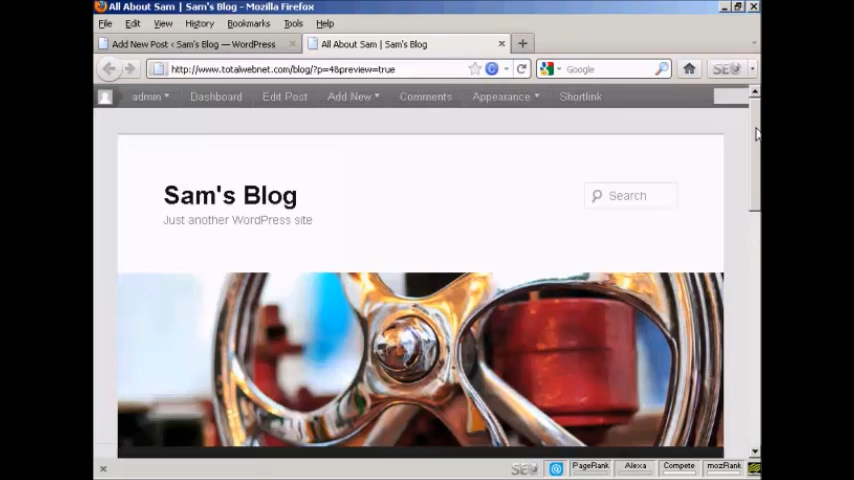 All About Sam | Sam's Blog - Mozilla Firefox
File Edit View History Bookmarks Tools Help
Add New Post ‹ Sam's Blog — WordPress
All About Sam | Sam's Blog
http://www.totalwebnet.com/blog/?p=4&preview=true
Google
SEO
admin Dashboard Edit Post Add New Comments Appearance Shortlink
Sam's Blog
Search
Just another WordPress site
SEO PageRank Alexa Compete mozRank